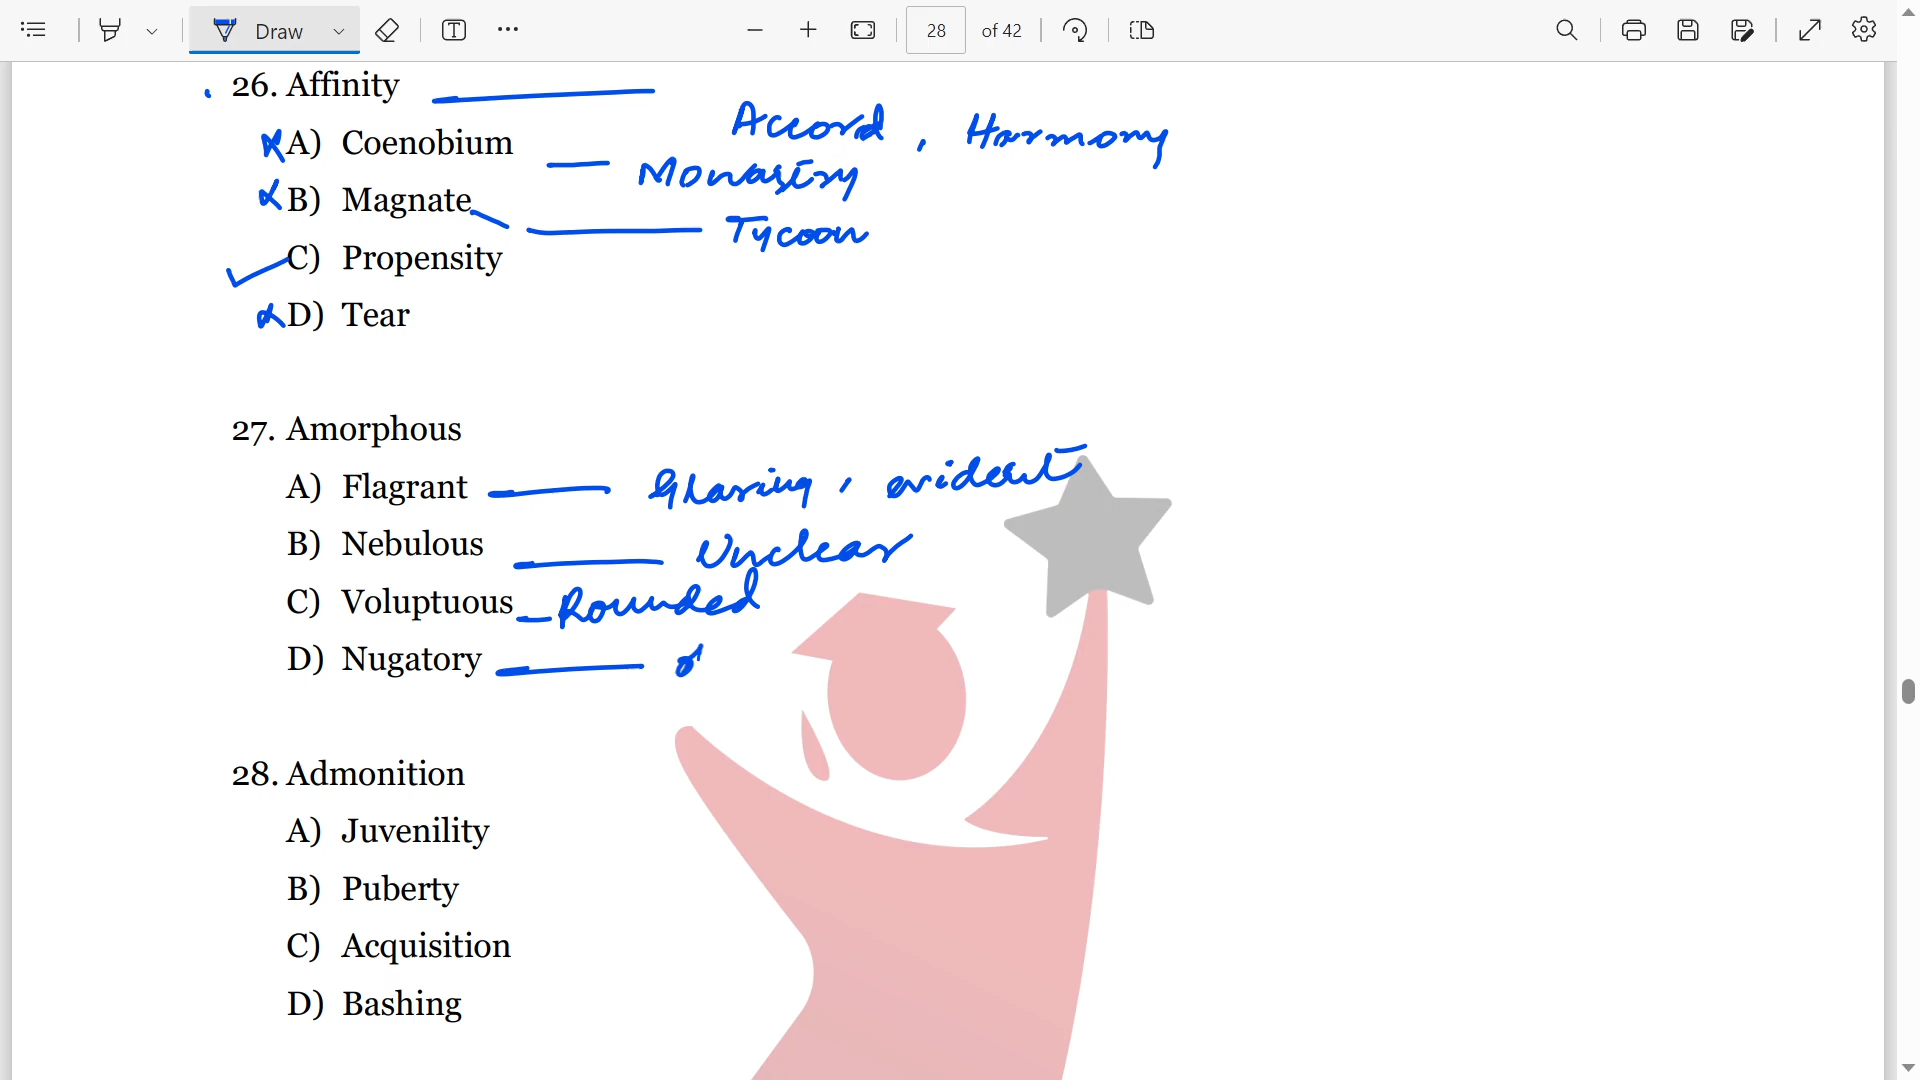 Draw 28 of 42
26. Affinity
Accord, Harmony
A) Coenobium Monastry
B) Magnate Tycoon
C) Propensity
D) Tear
27. Amorphous
A) Flagrant Glaring, evident
B) Nebulous Unclear
C) Voluptuous Rounded
D) Nugatory
28. Admonition
A) Juvenility
B) Puberty
C) Acquisition
D) Bashing